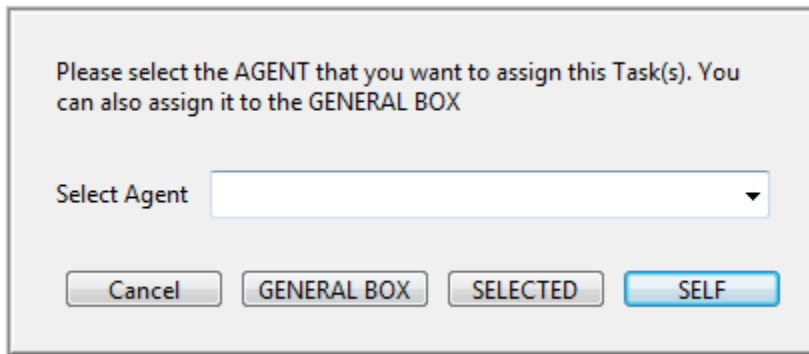 Please select the AGENT that you want to assign this Task(s). You
can also assign it to the GENERAL BOX
Select Agent
Cancel GENERAL BOX SELECTED SELF